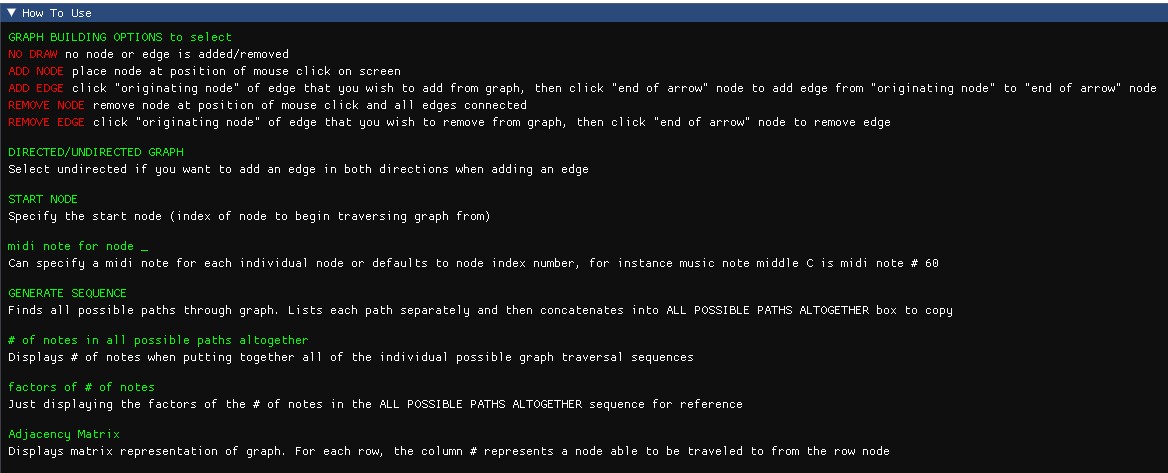 How To Use
GRAPH BUILDING OPTIONS to select
NO DRAW no node or edge is added/removed
ADD NODE place node at position of mouse click on screen
ADD EDGE click "originating node" of edge that you wish to add from graph, then click "end of arrow" node to add edge from "originating node" to "end of arrow" node
REMOVE NODE remove node at position of mouse click and all edges connected
REMOVE EDGE click "originating node" of edge that you wish to remove from graph, then click "end of arrow" node to remove edge
DIRECTED/UNDIRECTED GRAPH
Select undirected if you want to add an edge in both directions when adding an edge
START NODE
Specify the start node (index of node to begin traversing graph from)
midi note for node _
Can specify a midi note for each individual node or defaults to node index number, for instance music note middle C is midi note # 60
GENERATE SEQUENCE
Finds all possible paths through graph. Lists each path separately and then concatenates into ALL POSSIBLE PATHS ALTOGETHER box to copy
# of notes in all possible paths altogether
Displays # of notes when putting together all of the individual possible graph traversal sequences
factors of # of notes
Just displaying the factors of the # of notes in the ALL POSSIBLE PATHS ALTOGETHER sequence for reference
Adjacency Matrix
Displays matrix representation of graph. For each row, the column # represents a node able to be traveled to from the row node